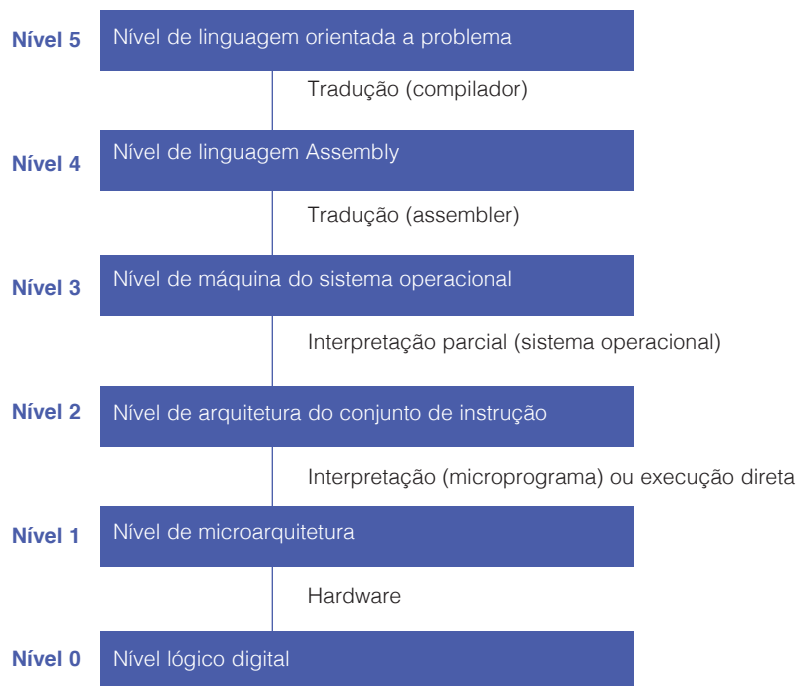 Nível 5 Nível de linguagem orientada a problema
Tradução (compilador)
Nível 4 Nível de linguagem Assembly
Tradução (assembler)
Nível 3 Nível de máquina do sistema operacional
Interpretação parcial (sistema operacional)
Nível 2 Nível de arquitetura do conjunto de instrução
Interpretação (microprograma) ou execução direta
Nível 1 Nível de microarquitetura
Hardware
Nível 0 Nível lógico digital